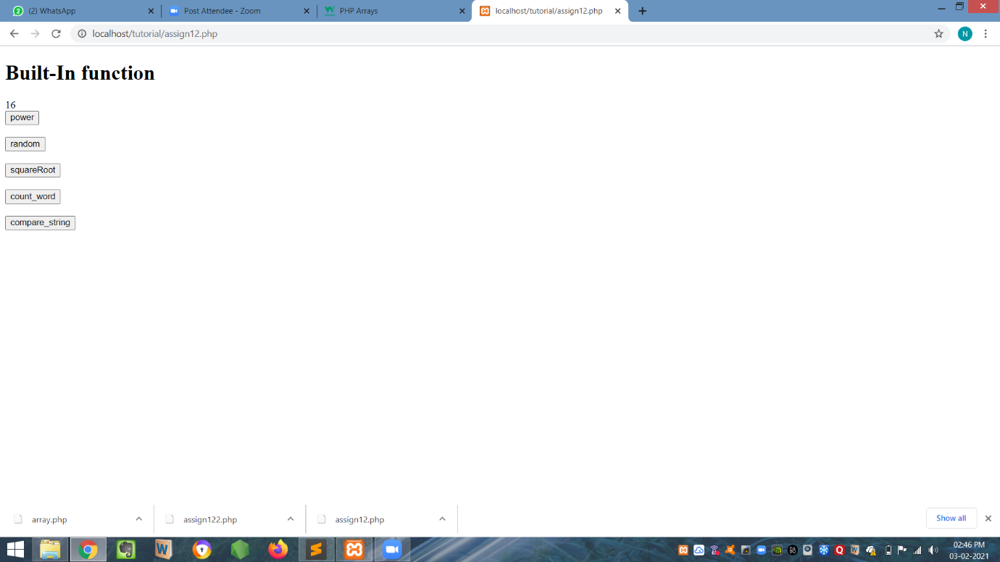 (2) WhatsApp
Post Attendee - Zoom
PHP Arrays
localhost/tutorial/assign12.php
localhost/tutorial/assign12.php
N
Built-In function
16
power
random
squareRoot
count_word
compare_string
array.php
assign122.php
assign12.php
Show all
02:46 PM
03-02-2021